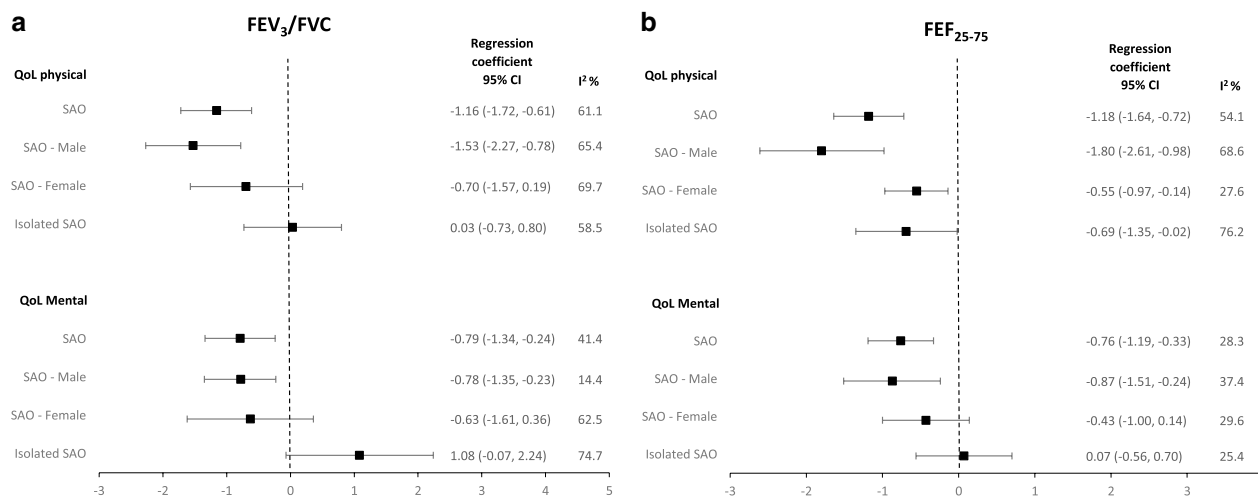 a
FEV3/FVC
Regression
coefficient
95% CI
I2 %
QoL physical
SAO -1.16 (-1.72, -0.61) 61.1
SAO - Male -1.53 (-2.27, -0.78) 65.4
SAO - Female -0.70 (-1.57, 0.19) 69.7
Isolated SAO 0.03 (-0.73, 0.80) 58.5
QoL Mental
SAO -0.79 (-1.34, -0.24) 41.4
SAO - Male -0.78 (-1.35, -0.23) 14.4
SAO - Female -0.63 (-1.61, 0.36) 62.5
Isolated SAO 1.08 (-0.07, 2.24) 74.7
-3 -2 -1 0 1 2 3 4 5
b
FEF25-75
Regression
coefficient
95% CI
I2 %
QoL physical
SAO -1.18 (-1.64, -0.72) 54.1
SAO - Male -1.80 (-2.61, -0.98) 68.6
SAO - Female -0.55 (-0.97, -0.14) 27.6
Isolated SAO -0.69 (-1.35, -0.02) 76.2
QoL Mental
SAO -0.76 (-1.19, -0.33) 28.3
SAO - Male -0.87 (-1.51, -0.24) 37.4
SAO - Female -0.43 (-1.00, 0.14) 29.6
Isolated SAO 0.07 (-0.56, 0.70) 25.4
-3 -2 -1 0 1 2 3